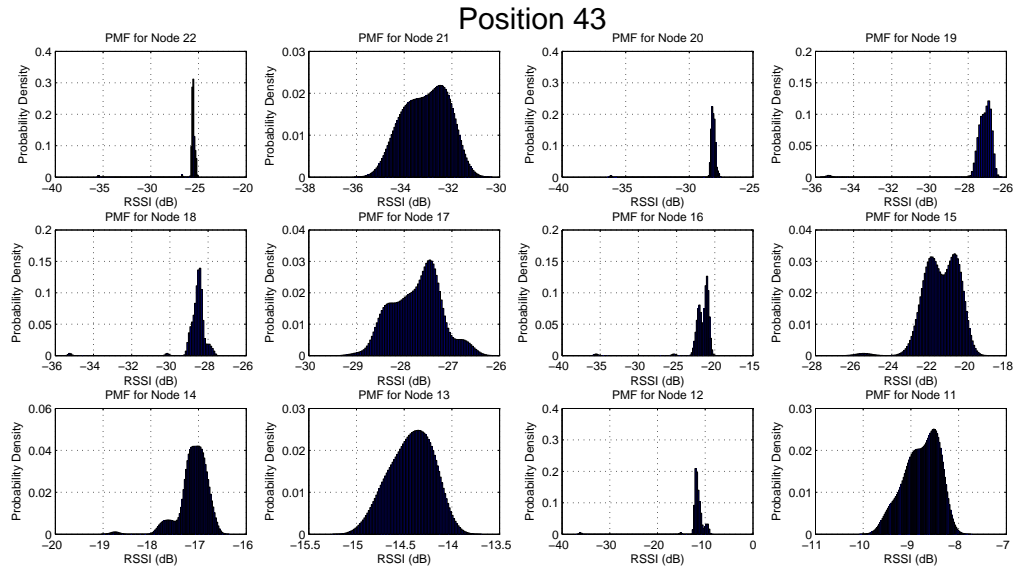 Position 43
PMF for Node 22
PMF for Node 21
PMF for Node 20
PMF for Node 19
Probability Density
0.4
0.3
0.2
0.1
0
−40 −35 −30 −25 −20
RSSI (dB)
Probability Density
0.03
0.02
0.01
0
−38 −36 −34 −32 −30
RSSI (dB)
Probability Density
0.4
0.3
0.2
0.1
0
−40 −35 −30 −25
RSSI (dB)
Probability Density
0.2
0.15
0.1
0.05
0
−36 −34 −32 −30 −28 −26
RSSI (dB)
PMF for Node 18
PMF for Node 17
PMF for Node 16
PMF for Node 15
Probability Density
0.2
0.15
0.1
0.05
0
−36 −34 −32 −30 −28 −26
RSSI (dB)
Probability Density
0.04
0.03
0.02
0.01
0
−30 −29 −28 −27 −26
RSSI (dB)
Probability Density
0.2
0.15
0.1
0.05
0
−40 −35 −30 −25 −20 −15
RSSI (dB)
Probability Density
0.04
0.03
0.02
0.01
0
−28 −26 −24 −22 −20 −18
RSSI (dB)
PMF for Node 14
PMF for Node 13
PMF for Node 12
PMF for Node 11
Probability Density
0.06
0.04
0.02
0
−20 −19 −18 −17 −16
RSSI (dB)
Probability Density
0.03
0.02
0.01
0
−15.5 −15 −14.5 −14 −13.5
RSSI (dB)
Probability Density
0.4
0.3
0.2
0.1
0
−40 −30 −20 −10 0
RSSI (dB)
Probability Density
0.03
0.02
0.01
0
−11 −10 −9 −8 −7
RSSI (dB)